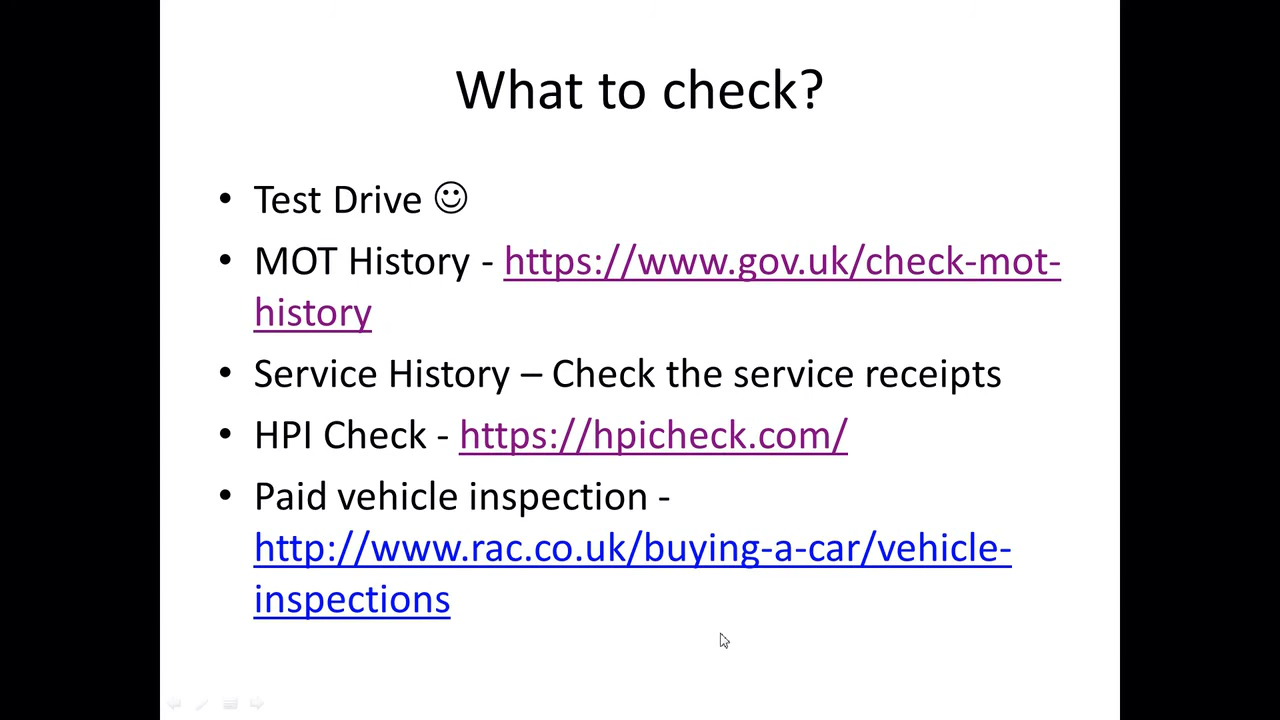 What to check?
• Test Drive ☺
• MOT History - https://www.gov.uk/check-mot-
history
• Service History – Check the service receipts
• HPI Check - https://hpicheck.com/
• Paid vehicle inspection -
http://www.rac.co.uk/buying-a-car/vehicle-
inspections